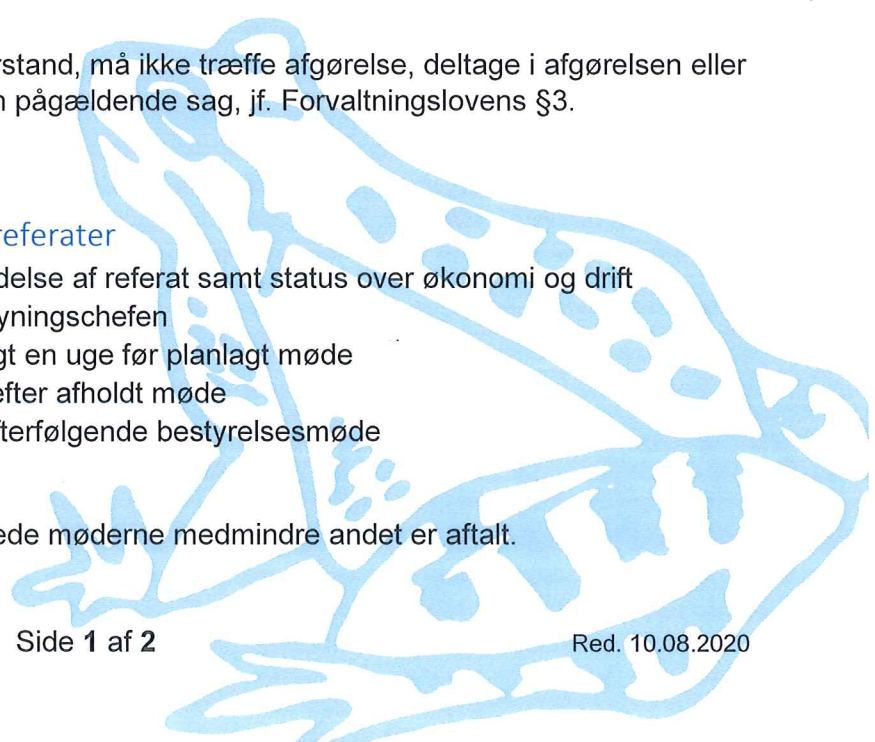 rstand, må ikke træffe afgørelse, deltage i afgørelsen eller
n pågældende sag, jf. Forvaltningslovens §3.
referater
delse af referat samt status over økonomi og drift
yningschefen
gt en uge før planlagt møde
efter afholdt møde
fterfølgende bestyrelsesmøde
ede møderne medmindre andet er aftalt.
Side 1 af 2
Red. 10.08.2020